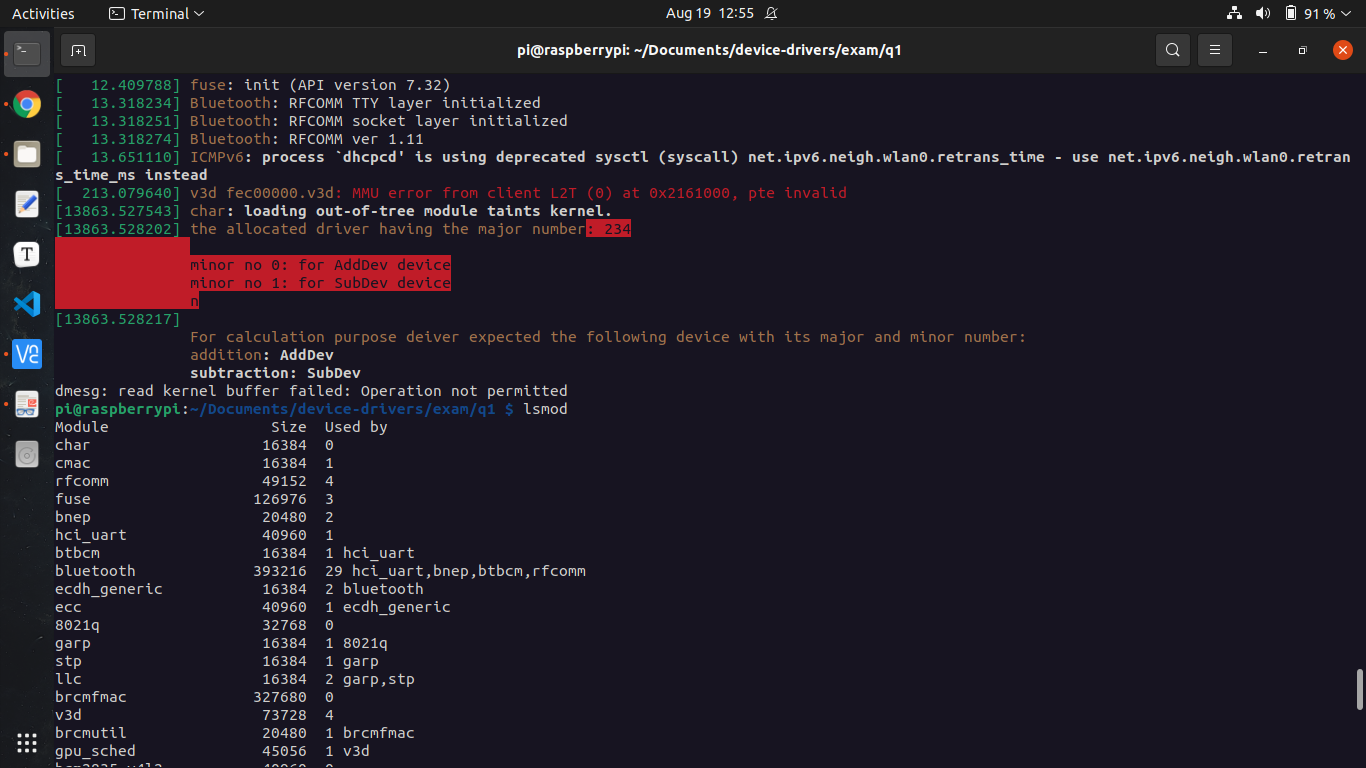 Activities Terminal Aug 19 12:55 91 %
pi@raspberrypi: ~/Documents/device-drivers/exam/q1
[   12.409788] fuse: init (API version 7.32)
[   13.318234] Bluetooth: RFCOMM TTY layer initialized
[   13.318251] Bluetooth: RFCOMM socket layer initialized
[   13.318274] Bluetooth: RFCOMM ver 1.11
[   13.651110] ICMPv6: process `dhcpcd' is using deprecated sysctl (syscall) net.ipv6.neigh.wlan0.retrans_time - use net.ipv6.neigh.wlan0.retran
s_time_ms instead
[  213.079640] v3d fec00000.v3d: MMU error from client L2T (0) at 0x2161000, pte invalid
[13863.527543] char: loading out-of-tree module taints kernel.
[13863.528202] the allocated driver having the major number: 234
minor no 0: for AddDev device
minor no 1: for SubDev device
n
[13863.528217]
For calculation purpose deiver expected the following device with its major and minor number:
addition: AddDev
subtraction: SubDev
dmesg: read kernel buffer failed: Operation not permitted
pi@raspberrypi:~/Documents/device-drivers/exam/q1 $ lsmod
Module                  Size  Used by
char                   16384  0
cmac                   16384  1
rfcomm                 49152  4
fuse                  126976  3
bnep                   20480  2
hci_uart               40960  1
btbcm                  16384  1 hci_uart
bluetooth             393216  29 hci_uart,bnep,btbcm,rfcomm
ecdh_generic           16384  2 bluetooth
ecc                    40960  1 ecdh_generic
8021q                  32768  0
garp                   16384  1 8021q
stp                    16384  1 garp
llc                    16384  2 garp,stp
brcmfmac              327680  0
v3d                    73728  4
brcmutil               20480  1 brcmfmac
gpu_sched              45056  1 v3d